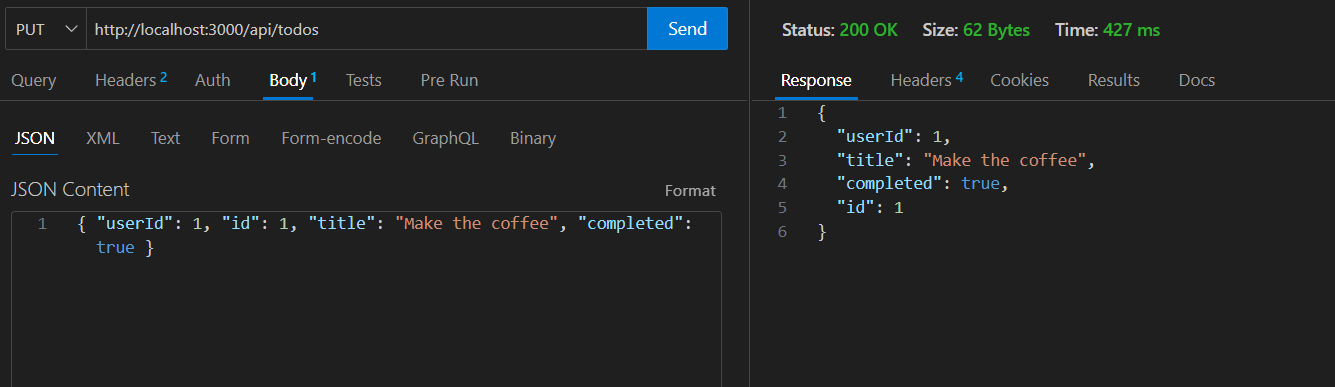 PUT http://localhost:3000/api/todos Send
Query Headers 2 Auth Body 1 Tests Pre Run
JSON XML Text Form Form-encode GraphQL Binary
JSON Content Format
1 { "userId": 1, "id": 1, "title": "Make the coffee", "completed":
true }
Status: 200 OK Size: 62 Bytes Time: 427 ms
Response Headers 4 Cookies Results Docs
1 {
2 "userId": 1,
3 "title": "Make the coffee",
4 "completed": true,
5 "id": 1
6 }